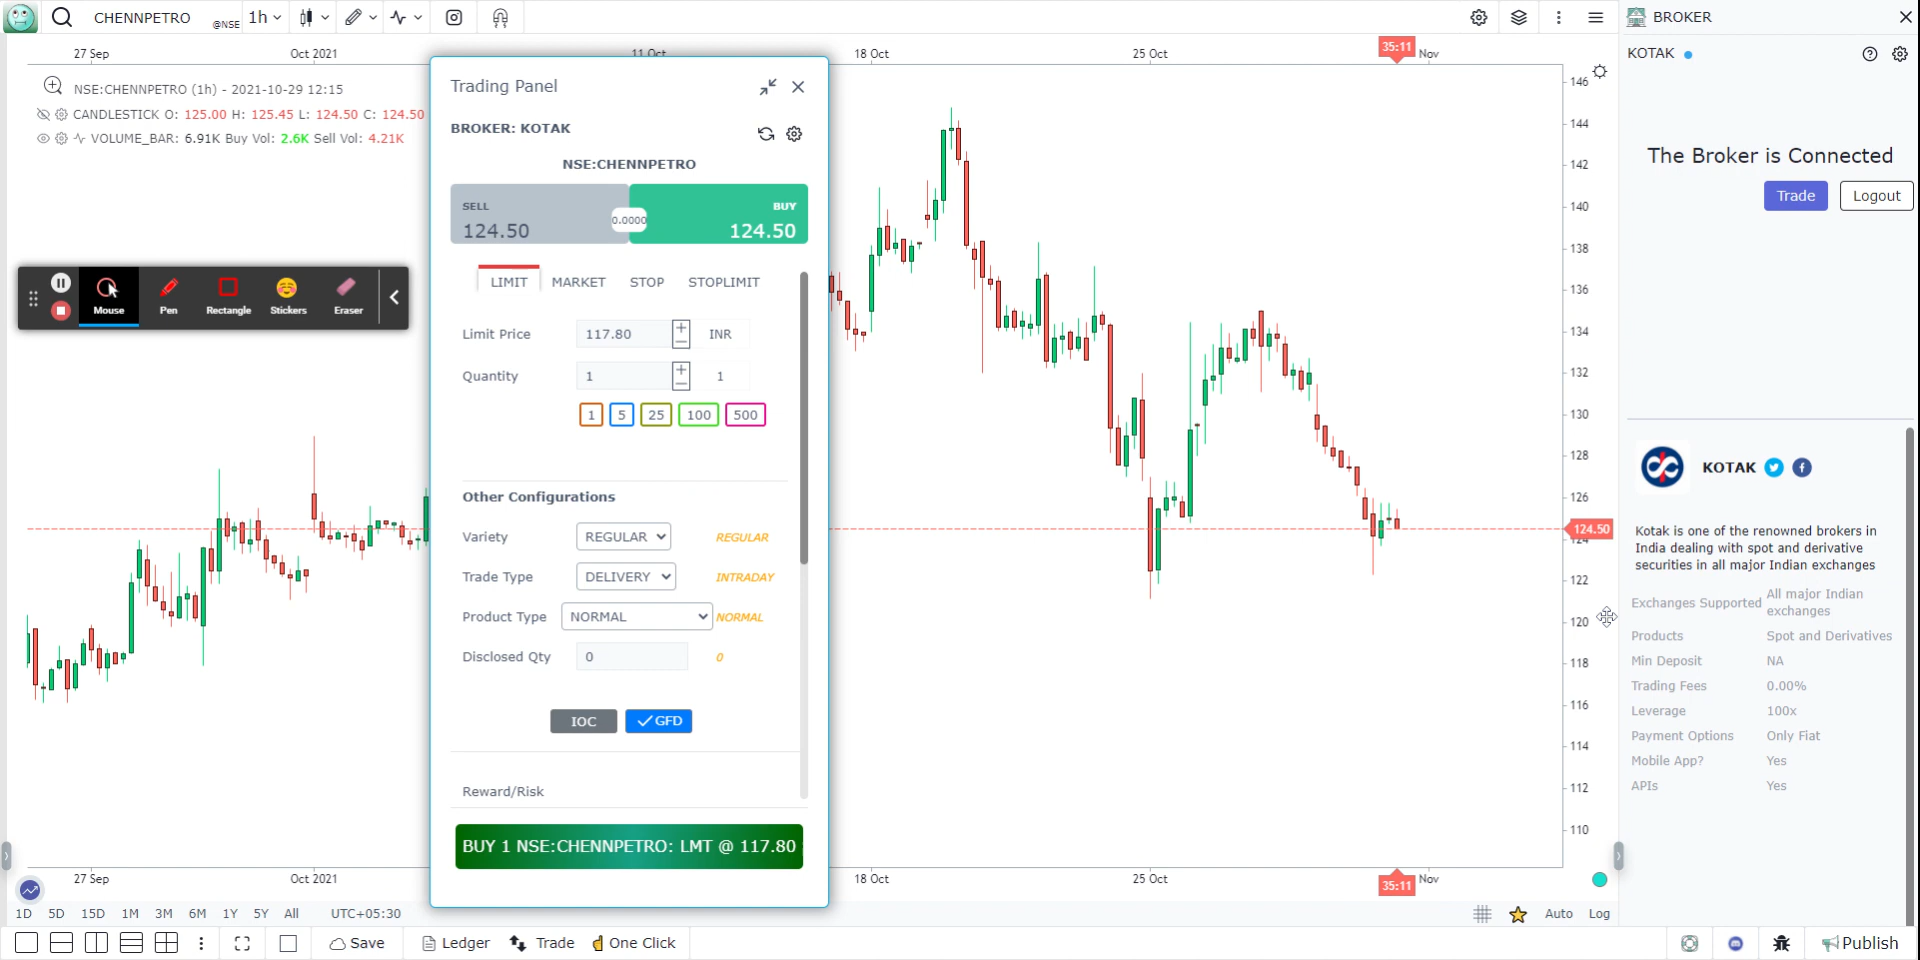 CHENNPETRO @NSE 1h
BROKER
27 Sep Oct 2021 11 Oct 18 Oct 25 Oct 35:11 Nov
KOTAK
NSE:CHENNPETRO (1h) - 2021-10-29 12:15
CANDLESTICK O: 125.00 H: 125.45 L: 124.50 C: 124.50
VOLUME_BAR: 6.91K Buy Vol: 2.6K Sell Vol: 4.21K
Mouse Pen Rectangle Stickers Eraser
Trading Panel
BROKER: KOTAK
NSE:CHENNPETRO
SELL BUY
124.50 0.0000 124.50
LIMIT MARKET STOP STOPLIMIT
Limit Price 117.80 + − INR
Quantity 1 + − 1
1 5 25 100 500
Other Configurations
Variety REGULAR REGULAR
Trade Type DELIVERY INTRADAY
Product Type NORMAL NORMAL
Disclosed Qty 0 0
IOC GFD
Reward/Risk
BUY 1 NSE:CHENNPETRO: LMT @ 117.80
146
144
142
140
138
136
134
132
130
128
126
124.50
124
122
120
118
116
114
112
110
27 Sep Oct 2021 18 Oct 25 Oct 35:11 Nov
1D 5D 15D 1M 3M 6M 1Y 5Y All UTC+05:30
Auto Log
Save Ledger Trade One Click
Publish
The Broker is Connected
Trade Logout
KOTAK
Kotak is one of the renowned brokers in
India dealing with spot and derivative
securities in all major Indian exchanges
Exchanges Supported All major Indian
exchanges
Products Spot and Derivatives
Min Deposit NA
Trading Fees 0.00%
Leverage 100x
Payment Options Only Fiat
Mobile App? Yes
APIs Yes